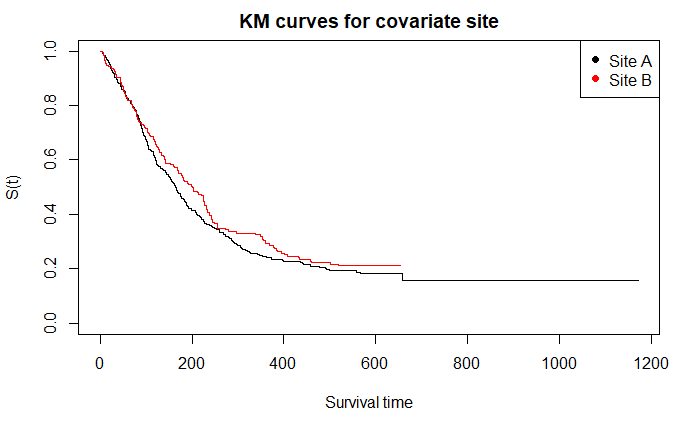 KM curves for covariate site
Site A
Site B
S(t)
1.0
0.8
0.6
0.4
0.2
0.0
0 200 400 600 800 1000 1200
Survival time